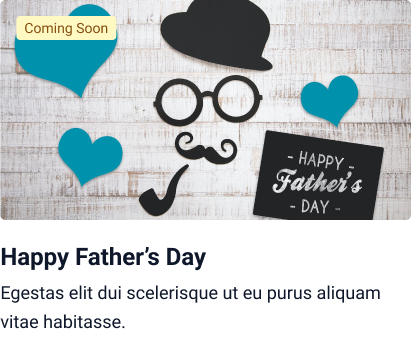 Coming Soon
- HAPPY -
Father's
- DAY -
Happy Father’s Day
Egestas elit dui scelerisque ut eu purus aliquam
vitae habitasse.